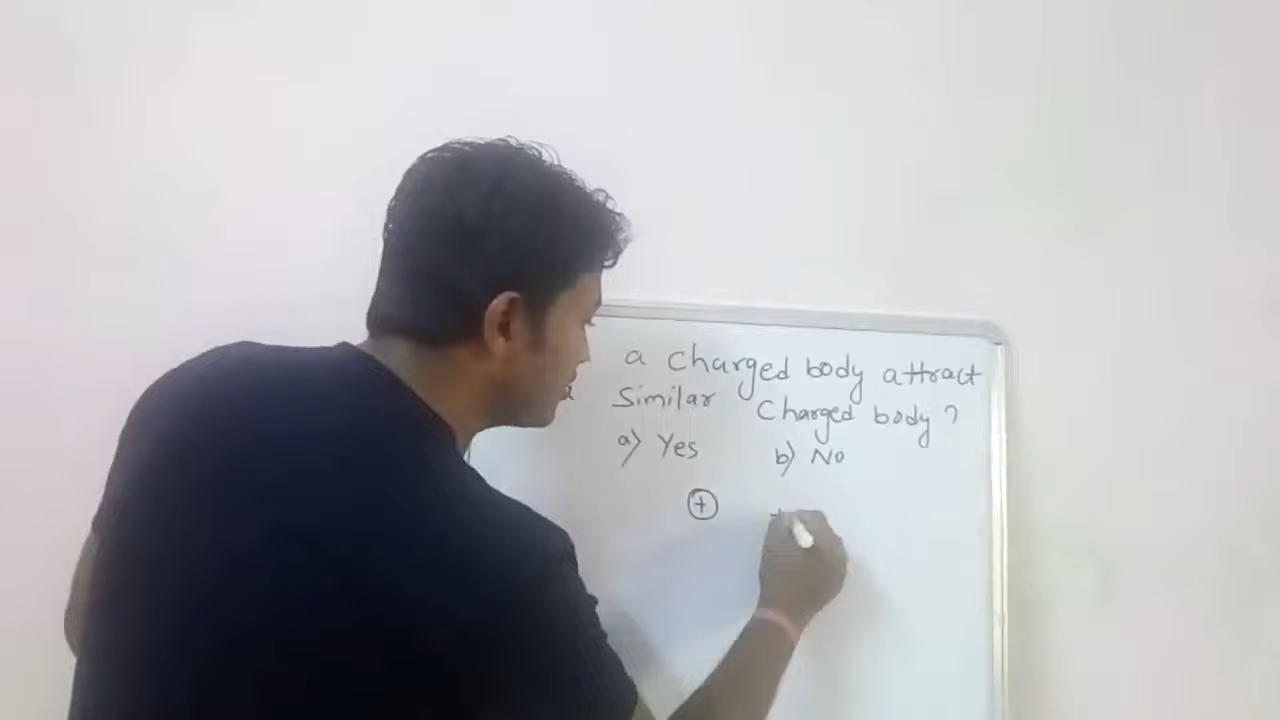 a charged body attract
Similar Charged body ?
a) Yes b) No
+ +